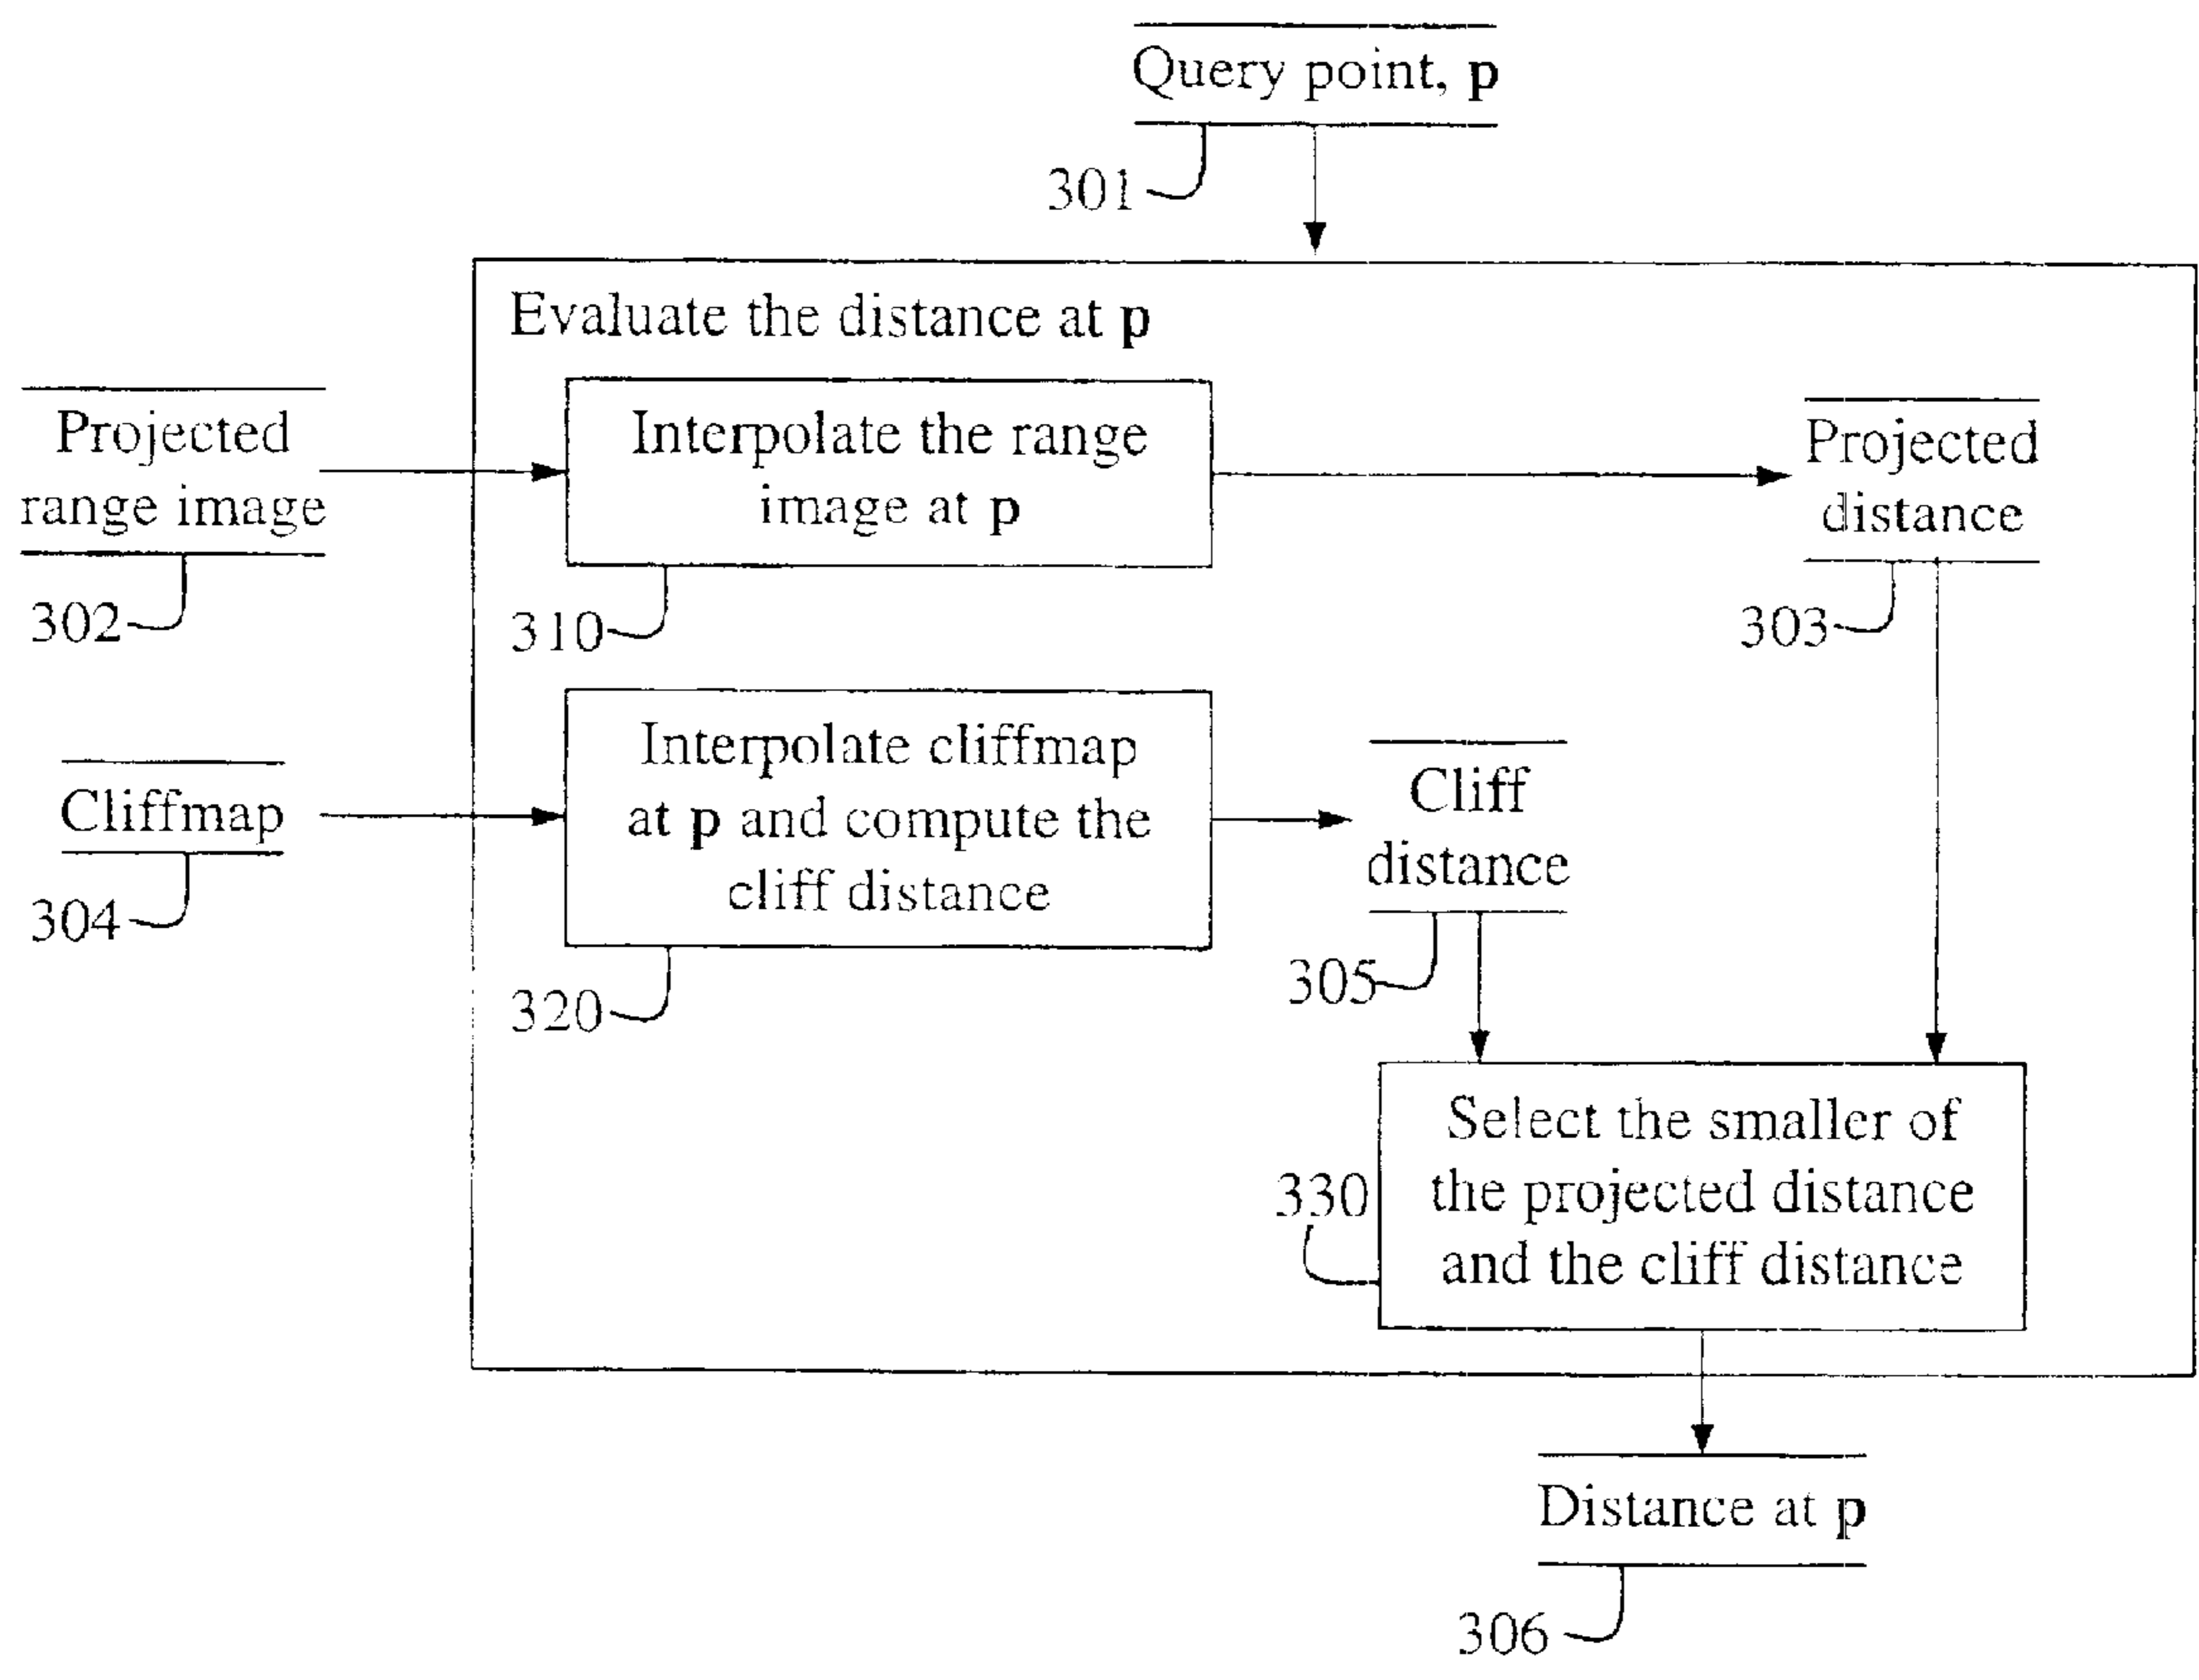 Query point, p
301
Evaluate the distance at p
Projected
range image
302
Interpolate the range
image at p
310
Projected
distance
303
Cliffmap
304
Interpolate cliffmap
at p and compute the
cliff distance
320
Cliff
distance
305
Select the smaller of
the projected distance
and the cliff distance
330
Distance at p
306